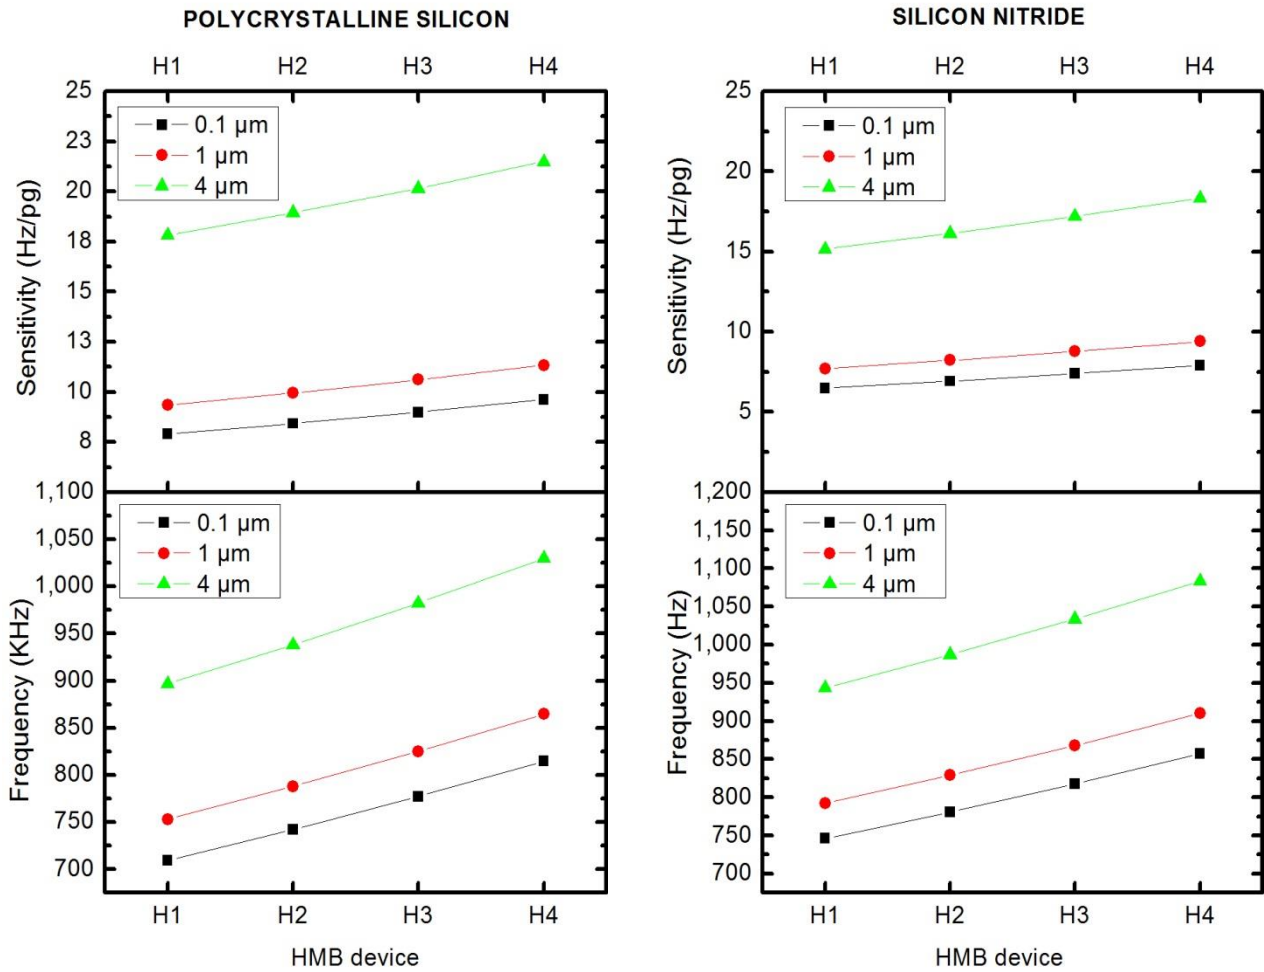 POLYCRYSTALLINE SILICON
H1 H2 H3 H4
25
23
20
18
15
13
10
8
Sensitivity (Hz/pg)
0.1 µm
1 µm
4 µm
1,100
1,050
1,000
950
900
850
800
750
700
Frequency (KHz)
0.1 µm
1 µm
4 µm
H1 H2 H3 H4
HMB device
SILICON NITRIDE
H1 H2 H3 H4
25
20
15
10
5
Sensitivity (Hz/pg)
0.1 µm
1 µm
4 µm
1,200
1,150
1,100
1,050
1,000
950
900
850
800
750
700
Frequency (Hz)
0.1 µm
1 µm
4 µm
H1 H2 H3 H4
HMB device